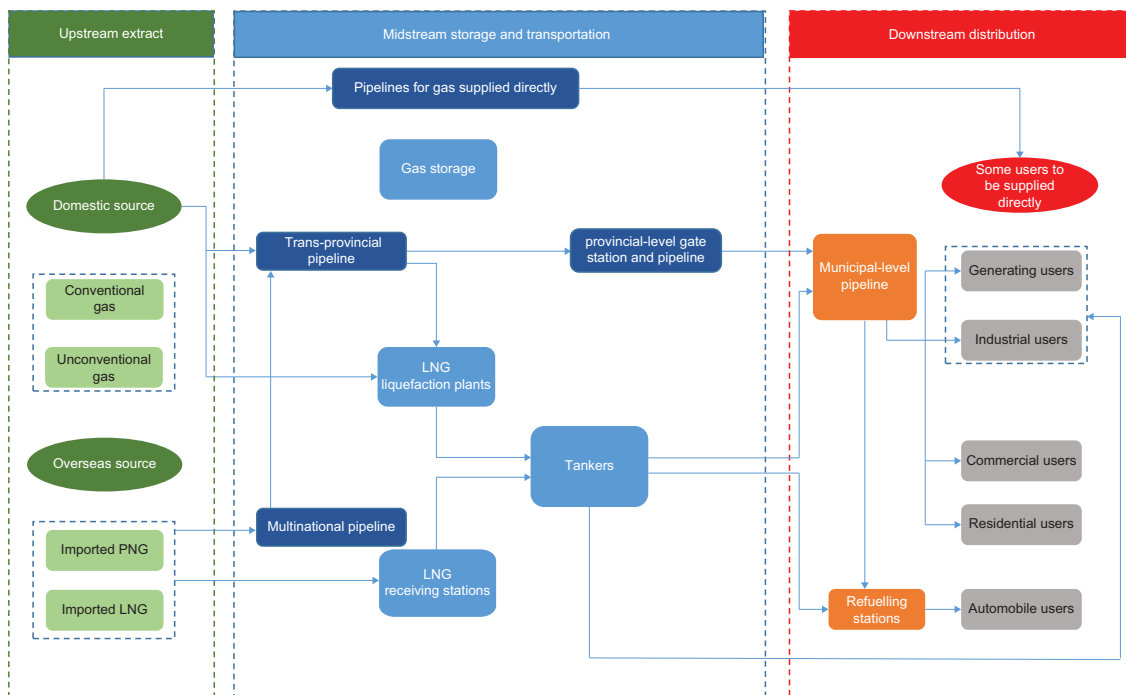 Upstream extract
Midstream storage and transportation
Downstream distribution
Pipelines for gas supplied directly
Gas storage
Some users to
be supplied
directly
Domestic source
Trans-provincial
pipeline
provincial-level gate
station and pipeline
Municipal-level
pipeline
Generating users
Conventional
gas
Unconventional
gas
Industrial users
LNG
liquefaction plants
Overseas source
Tankers
Commercial users
Multinational pipeline
Residential users
Imported PNG
Imported LNG
LNG
receiving stations
Refuelling
stations
Automobile users